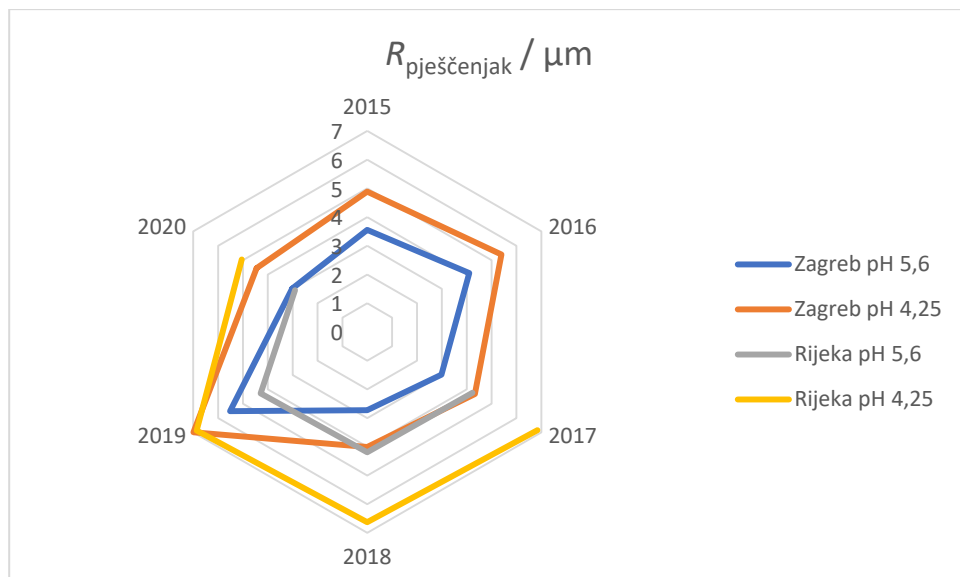 R pješčenjak / μm
2015
7
6
5
4
3
2
1
0
2016
2017
2018
2019
2020
Zagreb pH 5,6
Zagreb pH 4,25
Rijeka pH 5,6
Rijeka pH 4,25